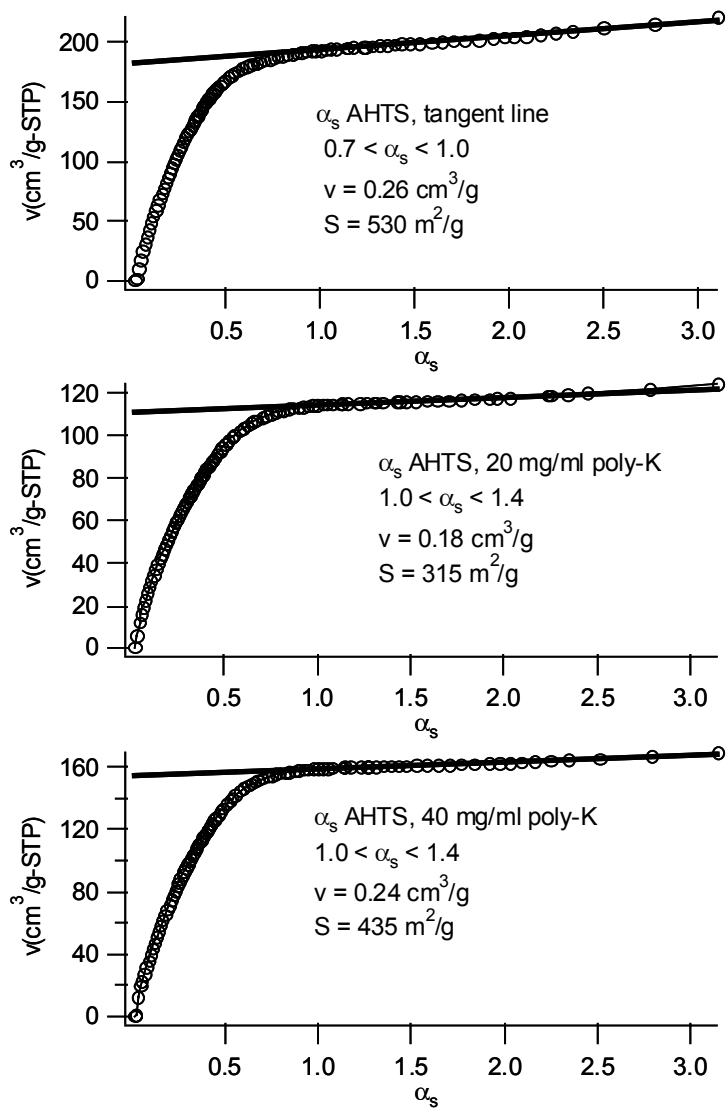 200
150
100
50
0
v(cm³/g-STP)
αₛ AHTS, tangent line
0.7 < αₛ < 1.0
v = 0.26 cm³/g
S = 530 m²/g
0.5 1.0 1.5 2.0 2.5 3.0
αₛ
120
100
80
60
40
20
0
v(cm³/g-STP)
αₛ AHTS, 20 mg/ml poly-K
1.0 < αₛ < 1.4
v = 0.18 cm³/g
S = 315 m²/g
0.5 1.0 1.5 2.0 2.5 3.0
αₛ
160
120
80
40
0
v(cm³/g-STP)
αₛ AHTS, 40 mg/ml poly-K
1.0 < αₛ < 1.4
v = 0.24 cm³/g
S = 435 m²/g
0.5 1.0 1.5 2.0 2.5 3.0
αₛ